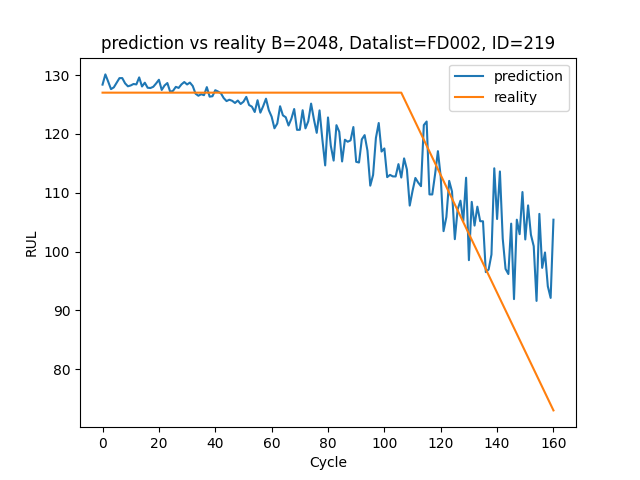 prediction vs reality B=2048, Datalist=FD002, ID=219
prediction
reality
RUL
130
120
110
100
90
80
0 20 40 60 80 100 120 140 160
Cycle